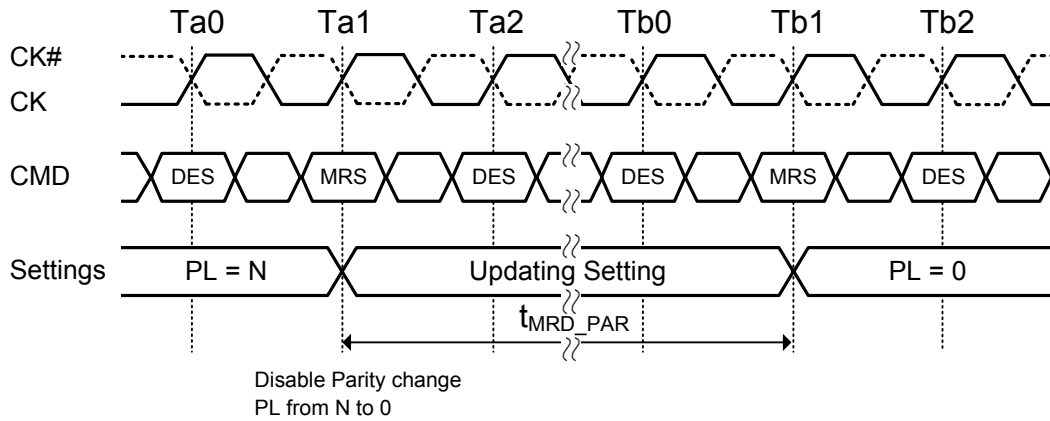 Ta0 Ta1 Ta2 Tb0 Tb1 Tb2
CK#
CK
CMD DES MRS DES DES MRS DES
Settings PL = N Updating Setting PL = 0
tMRD_PAR
Disable Parity change
PL from N to 0